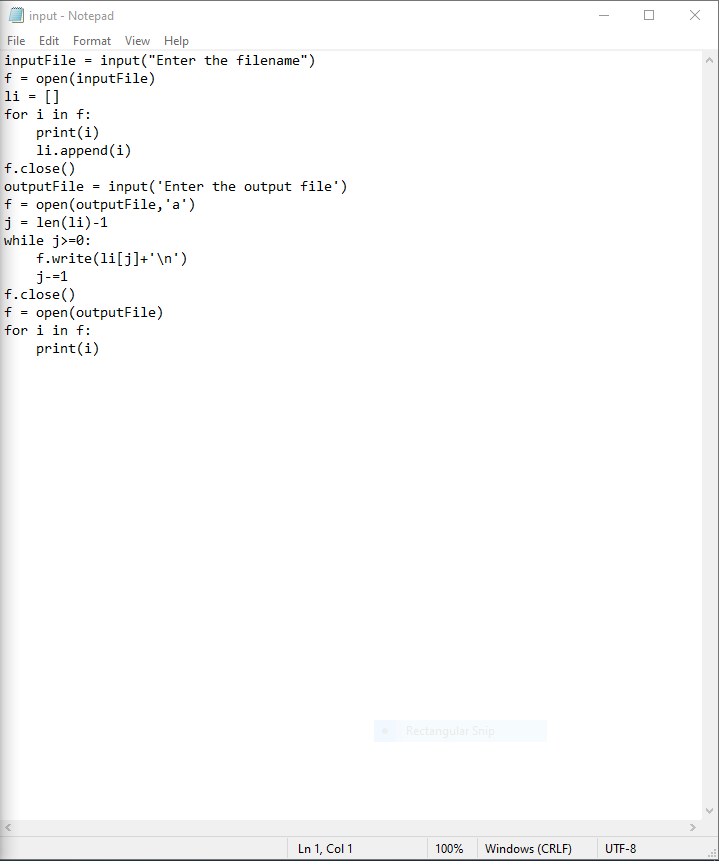 input - Notepad
File Edit Format View Help
inputFile = input("Enter the filename")
f = open(inputFile)
li = []
for i in f:
    print(i)
    li.append(i)
f.close()
outputFile = input('Enter the output file')
f = open(outputFile,'a')
j = len(li)-1
while j>=0:
    f.write(li[j]+'\n')
    j-=1
f.close()
f = open(outputFile)
for i in f:
    print(i)
Rectangular Snip
Ln 1, Col 1 100% Windows (CRLF) UTF-8